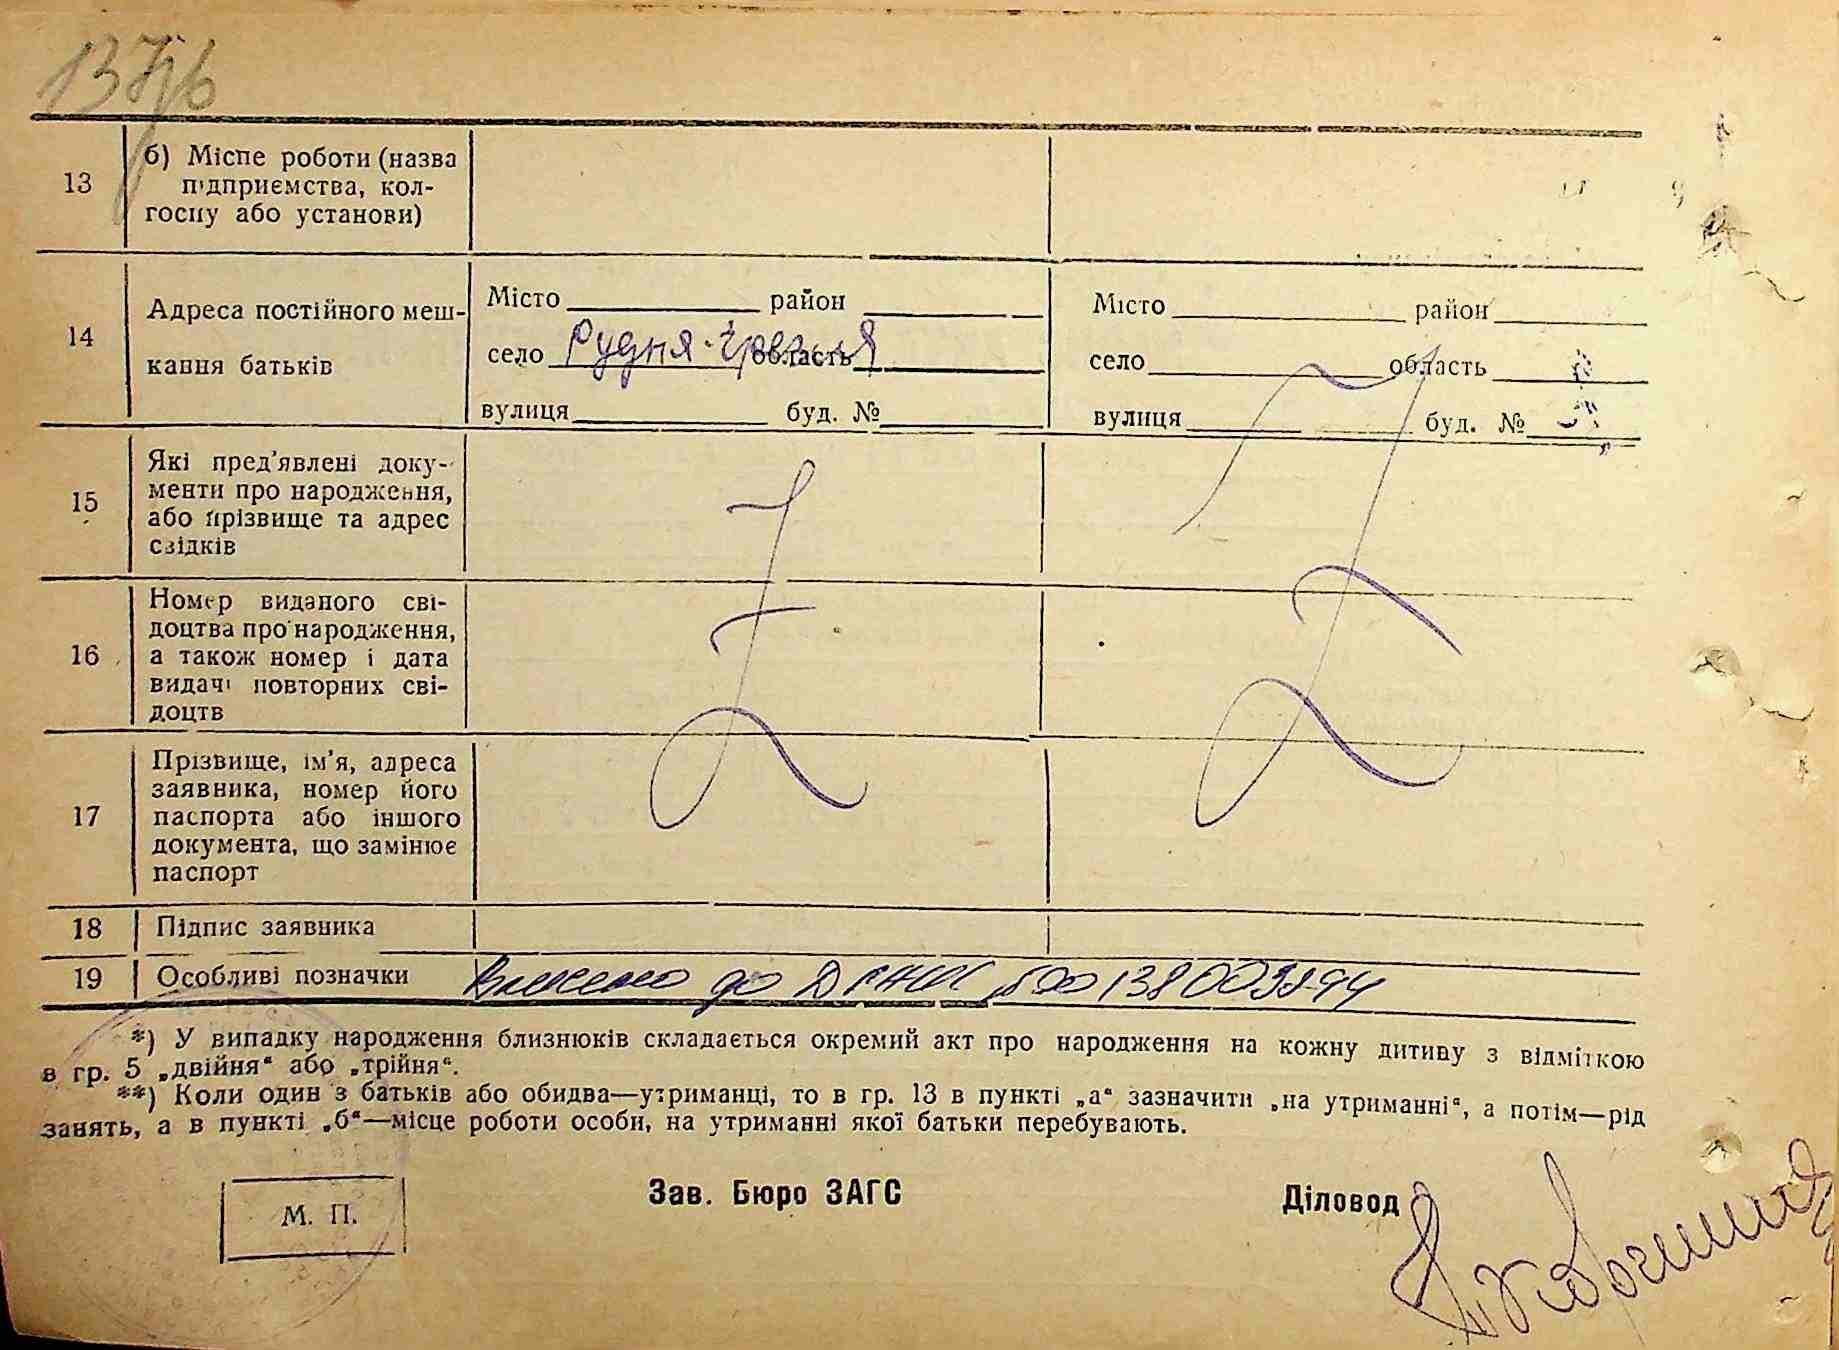 137
13
б) Місце роботи (назва
підприємства, кол-
госпу або установи)
14
Адреса постійного меш-
кання батьків
Місто район
село Рудня область
вулиця буд. №
Місто район
село область
вулиця буд. №
15
Які пред'явлені доку-
менти про народження,
або прізвище та адрес
свідків
16
Номер виданого сві-
доцтва про народження,
а також номер і дата
видачі повторних сві-
доцтв
17
Прізвище, ім'я, адреса
заявника, номер його
паспорта або іншого
документа, що замінює
паспорт
18 Підпис заявника
19 Особливі позначки Внесено до
*) У випадку народження близнюків складається окремий акт про народження на кожну дитину з відміткою
в гр. 5 „двійня“ або „трійня“.
**) Коли один з батьків або обидва—утриманці, то в гр. 13 в пункті „а“ зазначити „на утриманні“, а потім—рід
занять, а в пункті „б“—місце роботи особи, на утриманні якої батьки перебувають.
М. П.
Зав. Бюро ЗАГС
Діловод